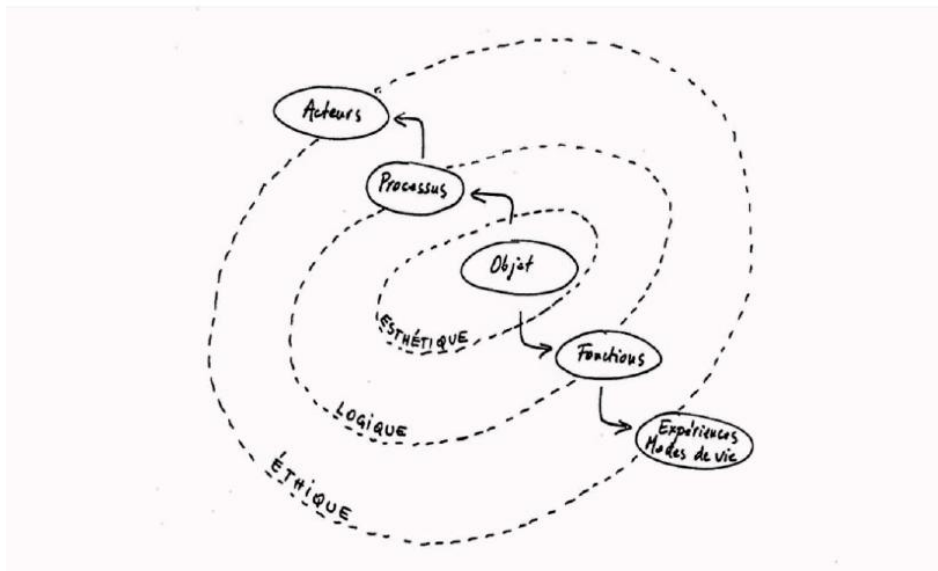 Acteurs
Processus
Objet
ESTHÉTIQUE
Fonctions
LOGIQUE
Expériences
Modes de vie
ÉTHIQUE